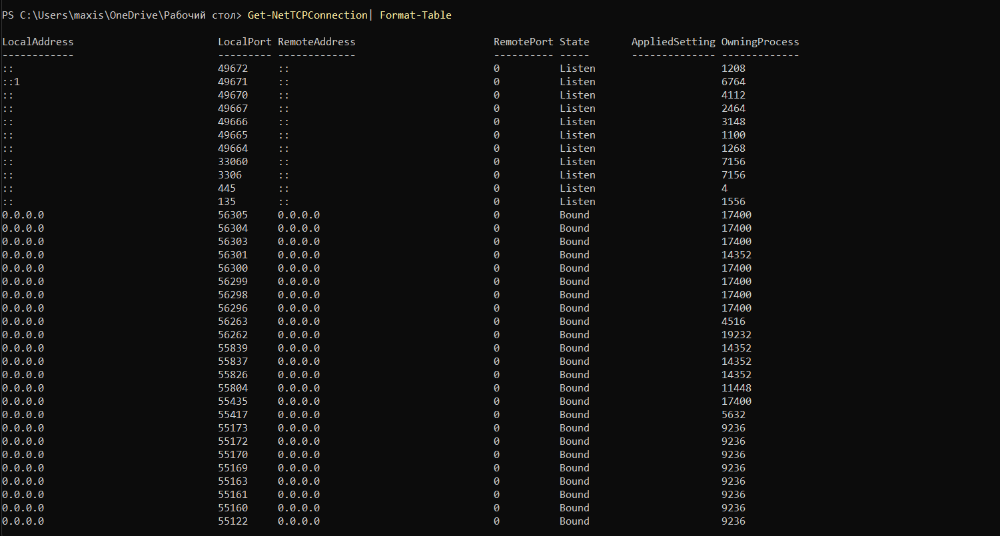 PS C:\Users\maxis\OneDrive\Рабочий стол> Get-NetTCPConnection| Format-Table
LocalAddress LocalPort RemoteAddress RemotePort State AppliedSetting OwningProcess
------------ --------- ------------- ---------- ----- -------------- -------------
:: 49672 :: 0 Listen 1208
::1 49671 :: 0 Listen 6764
:: 49670 :: 0 Listen 4112
:: 49667 :: 0 Listen 2464
:: 49666 :: 0 Listen 3148
:: 49665 :: 0 Listen 1100
:: 49664 :: 0 Listen 1268
:: 33060 :: 0 Listen 7156
:: 3306 :: 0 Listen 7156
:: 445 :: 0 Listen 4
:: 135 :: 0 Listen 1556
0.0.0.0 56305 0.0.0.0 0 Bound 17400
0.0.0.0 56304 0.0.0.0 0 Bound 17400
0.0.0.0 56303 0.0.0.0 0 Bound 17400
0.0.0.0 56301 0.0.0.0 0 Bound 14352
0.0.0.0 56300 0.0.0.0 0 Bound 17400
0.0.0.0 56299 0.0.0.0 0 Bound 17400
0.0.0.0 56298 0.0.0.0 0 Bound 17400
0.0.0.0 56296 0.0.0.0 0 Bound 17400
0.0.0.0 56263 0.0.0.0 0 Bound 4516
0.0.0.0 56262 0.0.0.0 0 Bound 19232
0.0.0.0 55839 0.0.0.0 0 Bound 14352
0.0.0.0 55837 0.0.0.0 0 Bound 14352
0.0.0.0 55826 0.0.0.0 0 Bound 14352
0.0.0.0 55804 0.0.0.0 0 Bound 11448
0.0.0.0 55435 0.0.0.0 0 Bound 17400
0.0.0.0 55417 0.0.0.0 0 Bound 5632
0.0.0.0 55173 0.0.0.0 0 Bound 9236
0.0.0.0 55172 0.0.0.0 0 Bound 9236
0.0.0.0 55170 0.0.0.0 0 Bound 9236
0.0.0.0 55169 0.0.0.0 0 Bound 9236
0.0.0.0 55163 0.0.0.0 0 Bound 9236
0.0.0.0 55161 0.0.0.0 0 Bound 9236
0.0.0.0 55160 0.0.0.0 0 Bound 9236
0.0.0.0 55122 0.0.0.0 0 Bound 9236